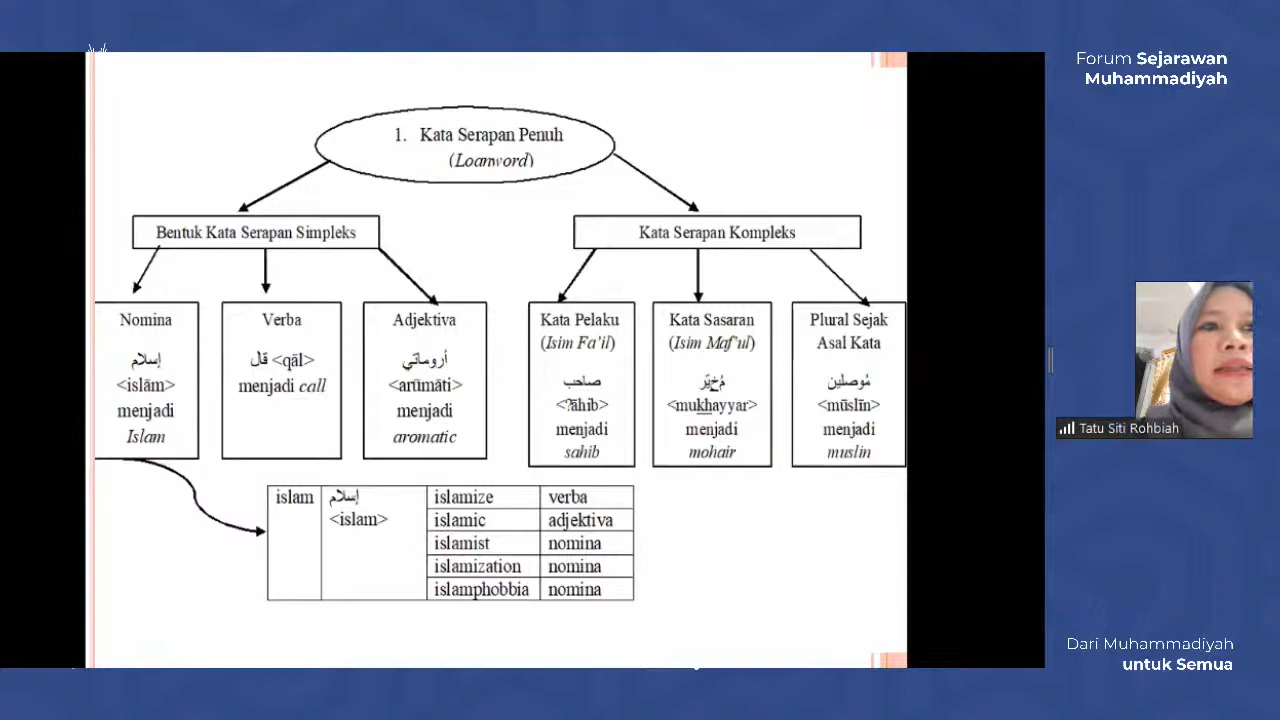 Forum Sejarawan
Muhammadiyah
1. Kata Serapan Penuh
(Loanword)
Bentuk Kata Serapan Simpleks
Kata Serapan Kompleks
Nomina
إسلام
<islām>
menjadi
Islam
Verba
قال <qāl>
menjadi call
Adjektiva
أروماتي
<arūmāti>
menjadi
aromatic
Kata Pelaku
(Isim Fa'il)
صاحب
<?āhib>
menjadi
sahib
Kata Sasaran
(Isim Maf'ul)
مُخيّر
<mukhayyar>
menjadi
mohair
Plural Sejak
Asal Kata
مُوصلين
<mūslīn>
menjadi
muslin
islam إسلام islamize verba
<islam> islamic adjektiva
islamist nomina
islamization nomina
islamphobbia nomina
Tatu Siti Rohbiah
Dari Muhammadiyah
untuk Semua